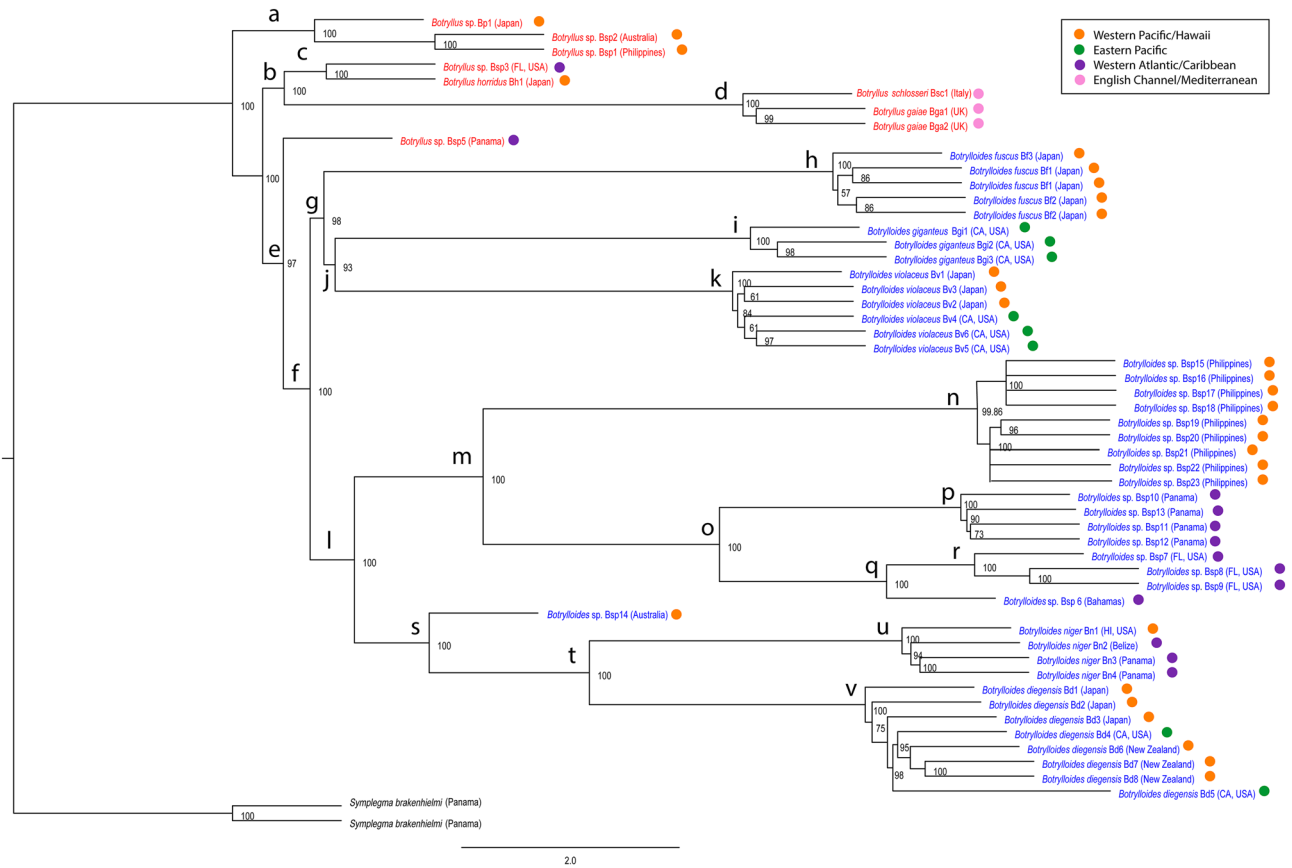 a
Botryllus sp. Bp1 (Japan)
100
Botryllus sp. Bsp2 (Australia)
100
Botryllus sp. Bsp1 (Philippines)
100
b
c
Botryllus sp. Bsp3 (FL, USA)
100
Botryllus horridus Bh1 (Japan)
100
d
Botryllus schlosseri Bsc1 (Italy)
100
Botryllus gaiae Bga1 (UK)
99
Botryllus gaiae Bga2 (UK)
100
Botryllus sp. Bsp5 (Panama)
e
97
f
100
g
98
h
Botrylloides fuscus Bf3 (Japan)
100
Botrylloides fuscus Bf1 (Japan)
86
Botrylloides fuscus Bf1 (Japan)
57
Botrylloides fuscus Bf2 (Japan)
86
Botrylloides fuscus Bf2 (Japan)
j
93
i
Botrylloides giganteus Bgi1 (CA, USA)
100
Botrylloides giganteus Bgi2 (CA, USA)
98
Botrylloides giganteus Bgi3 (CA, USA)
k
Botrylloides violaceus Bv1 (Japan)
100
Botrylloides violaceus Bv3 (Japan)
61
Botrylloides violaceus Bv2 (Japan)
84
Botrylloides violaceus Bv4 (CA, USA)
61
Botrylloides violaceus Bv6 (CA, USA)
97
Botrylloides violaceus Bv5 (CA, USA)
l
100
m
100
n
99.86
Botrylloides sp. Bsp15 (Philippines)
Botrylloides sp. Bsp16 (Philippines)
100
Botrylloides sp. Bsp17 (Philippines)
Botrylloides sp. Bsp18 (Philippines)
Botrylloides sp. Bsp19 (Philippines)
96
Botrylloides sp. Bsp20 (Philippines)
100
Botrylloides sp. Bsp21 (Philippines)
Botrylloides sp. Bsp22 (Philippines)
Botrylloides sp. Bsp23 (Philippines)
o
100
p
Botrylloides sp. Bsp10 (Panama)
100
Botrylloides sp. Bsp13 (Panama)
90
Botrylloides sp. Bsp11 (Panama)
73
Botrylloides sp. Bsp12 (Panama)
q
100
r
Botrylloides sp. Bsp7 (FL, USA)
100
Botrylloides sp. Bsp8 (FL, USA)
100
Botrylloides sp. Bsp9 (FL, USA)
Botrylloides sp. Bsp 6 (Bahamas)
s
100
Botrylloides sp. Bsp14 (Australia)
t
100
u
Botrylloides niger Bn1 (HI, USA)
100
Botrylloides niger Bn2 (Belize)
94
Botrylloides niger Bn3 (Panama)
100
Botrylloides niger Bn4 (Panama)
v
Botrylloides diegensis Bd1 (Japan)
100
Botrylloides diegensis Bd2 (Japan)
75
Botrylloides diegensis Bd3 (Japan)
Botrylloides diegensis Bd4 (CA, USA)
95
Botrylloides diegensis Bd6 (New Zealand)
Botrylloides diegensis Bd7 (New Zealand)
100
98
Botrylloides diegensis Bd8 (New Zealand)
Botrylloides diegensis Bd5 (CA, USA)
Symplegma brakenhielmi (Panama)
100
Symplegma brakenhielmi (Panama)
2.0
Western Pacific/Hawaii
Eastern Pacific
Western Atlantic/Caribbean
English Channel/Mediterranean